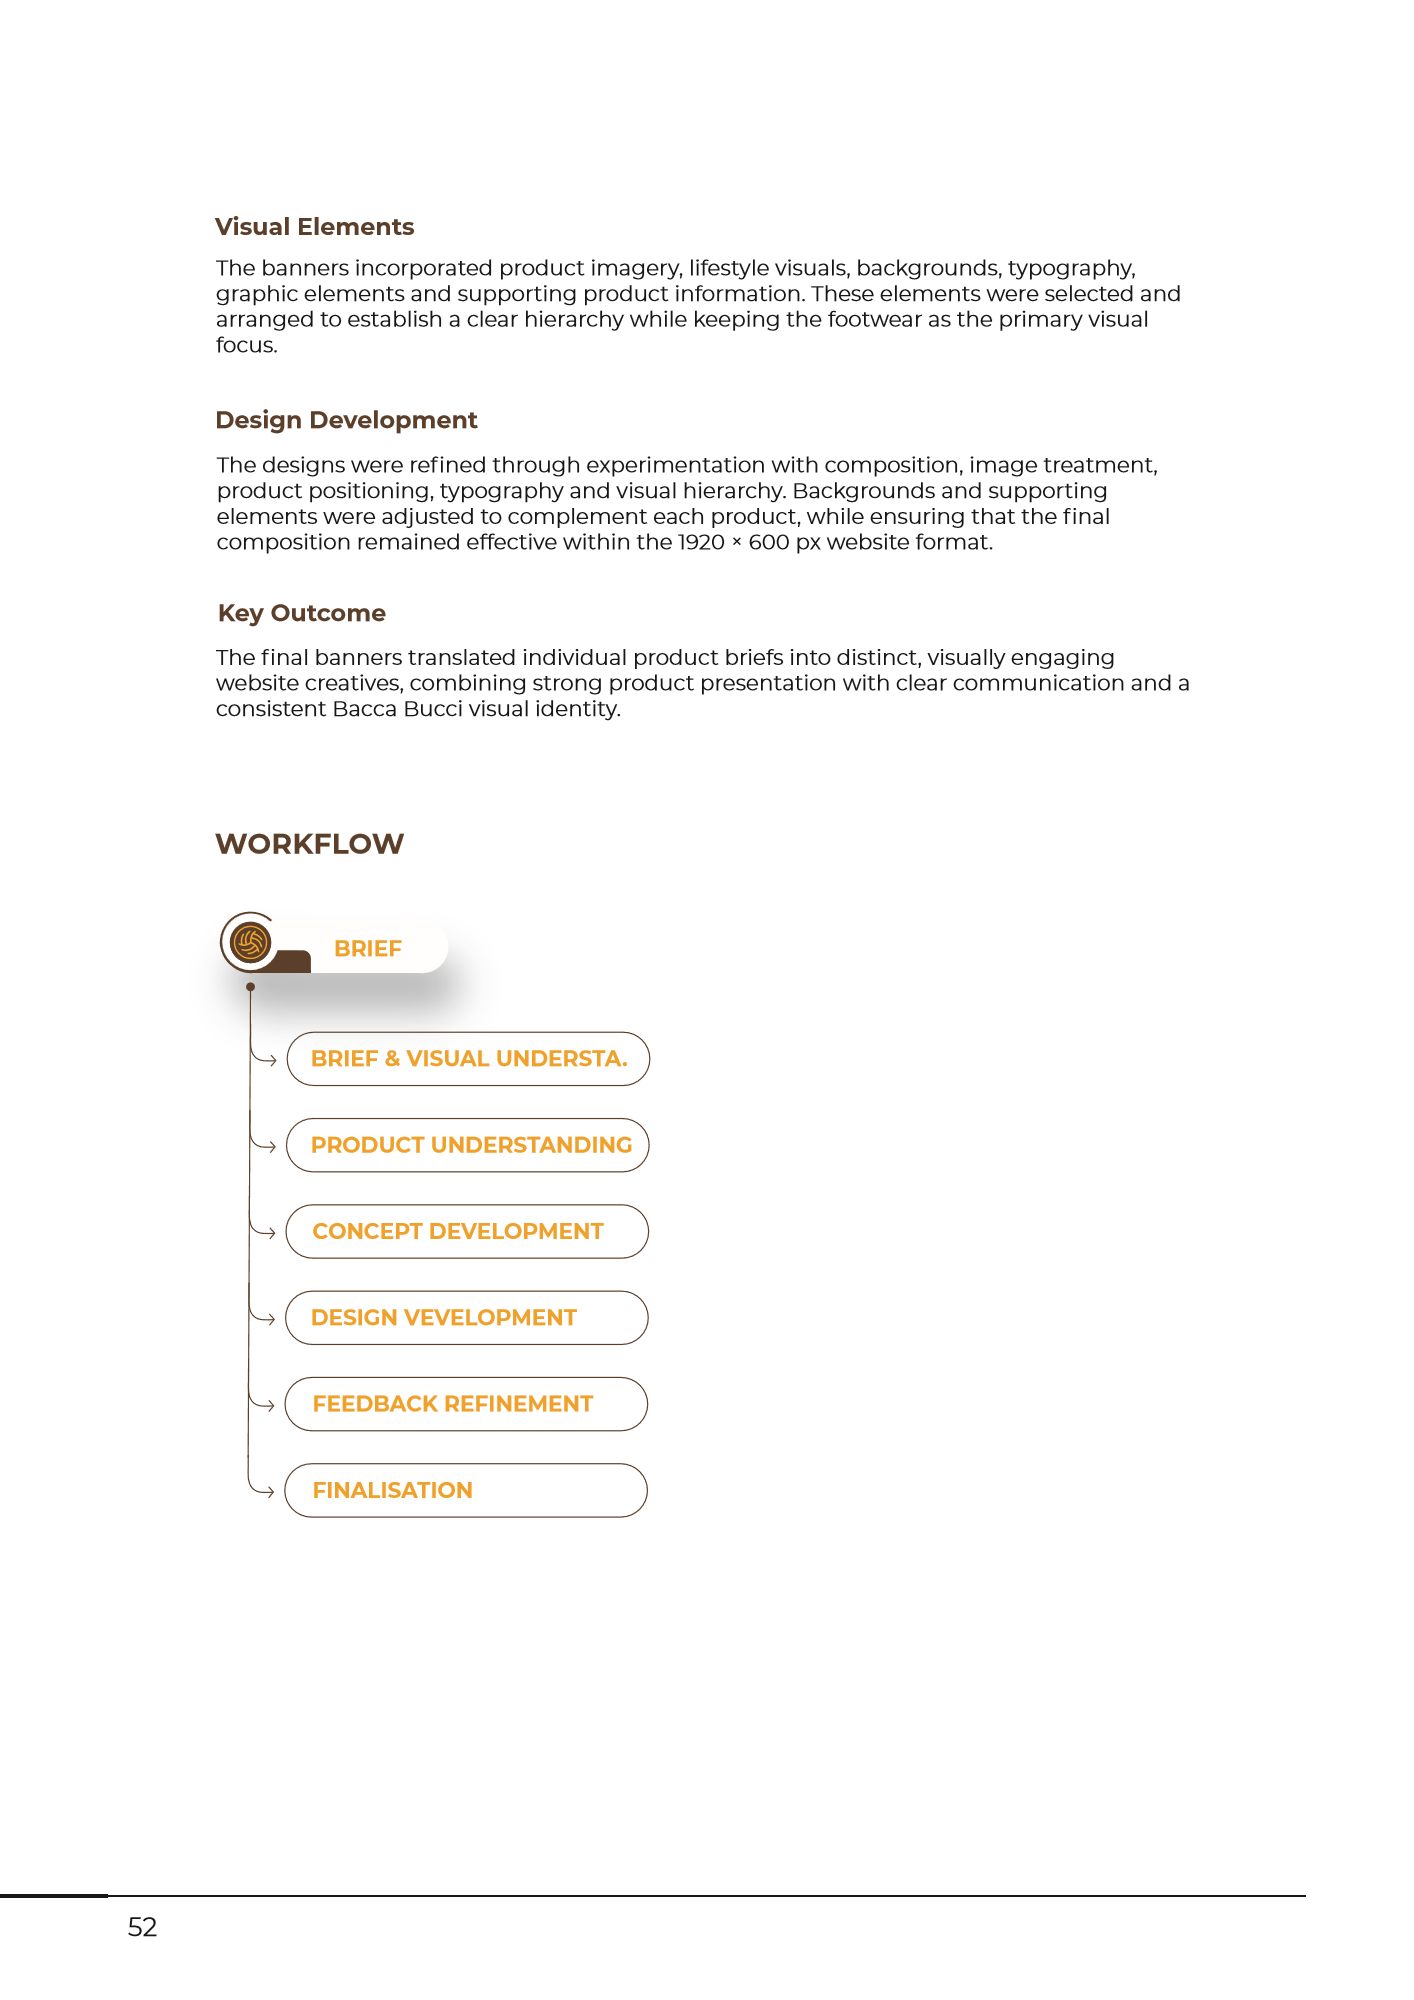 Visual Elements
The banners incorporated product imagery, lifestyle visuals, backgrounds, typography,
graphic elements and supporting product information. These elements were selected and
arranged to establish a clear hierarchy while keeping the footwear as the primary visual
focus.
Design Development
The designs were refined through experimentation with composition, image treatment,
product positioning, typography and visual hierarchy. Backgrounds and supporting
elements were adjusted to complement each product, while ensuring that the final
composition remained effective within the 1920 × 600 px website format.
Key Outcome
The final banners translated individual product briefs into distinct, visually engaging
website creatives, combining strong product presentation with clear communication and a
consistent Bacca Bucci visual identity.
WORKFLOW
BRIEF
BRIEF & VISUAL UNDERSTA.
PRODUCT UNDERSTANDING
CONCEPT DEVELOPMENT
DESIGN VEVELOPMENT
FEEDBACK REFINEMENT
FINALISATION
52